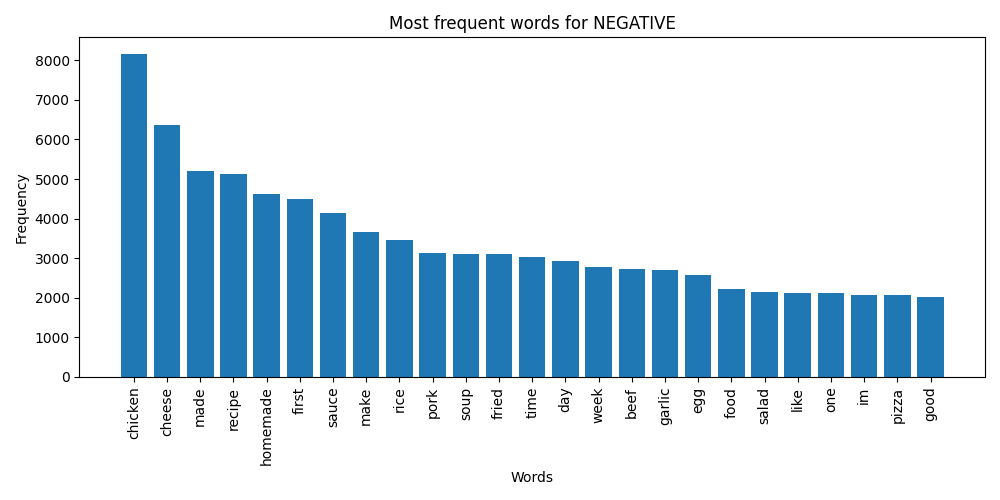 Most frequent words for NEGATIVE
Frequency
8000
7000
6000
5000
4000
3000
2000
1000
0
chicken
cheese
made
recipe
homemade
first
sauce
make
rice
pork
soup
fried
time
day
week
beef
garlic
egg
food
salad
like
one
im
pizza
good
Words